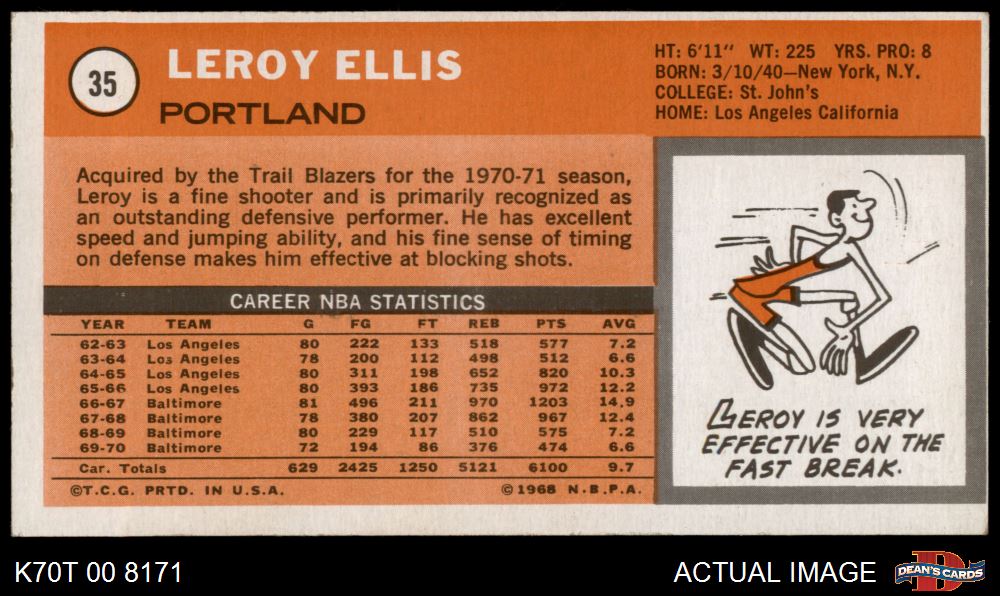 35
LEROY ELLIS
PORTLAND
HT: 6'11" WT: 225 YRS. PRO: 8
BORN: 3/10/40—New York, N.Y.
COLLEGE: St. John's
HOME: Los Angeles California
Acquired by the Trail Blazers for the 1970-71 season,
Leroy is a fine shooter and is primarily recognized as
an outstanding defensive performer. He has excellent
speed and jumping ability, and his fine sense of timing
on defense makes him effective at blocking shots.
CAREER NBA STATISTICS
YEAR TEAM G FG FT REB PTS AVG
62-63 Los Angeles 80 222 133 518 577 7.2
63-64 Los Angeles 78 200 112 498 512 6.6
64-65 Los Angeles 80 311 198 652 820 10.3
65-66 Los Angeles 80 393 186 735 972 12.2
66-67 Baltimore 81 496 211 970 1203 14.9
67-68 Baltimore 78 380 207 862 967 12.4
68-69 Baltimore 80 229 117 510 575 7.2
69-70 Baltimore 72 194 86 376 474 6.6
Car. Totals 629 2425 1250 5121 6100 9.7
©T.C.G. PRTD. IN U.S.A. ©1968 N.B.P.A.
LEROY IS VERY
EFFECTIVE ON THE
FAST BREAK.
K70T 00 8171
ACTUAL IMAGE
D
DEAN'S CARDS